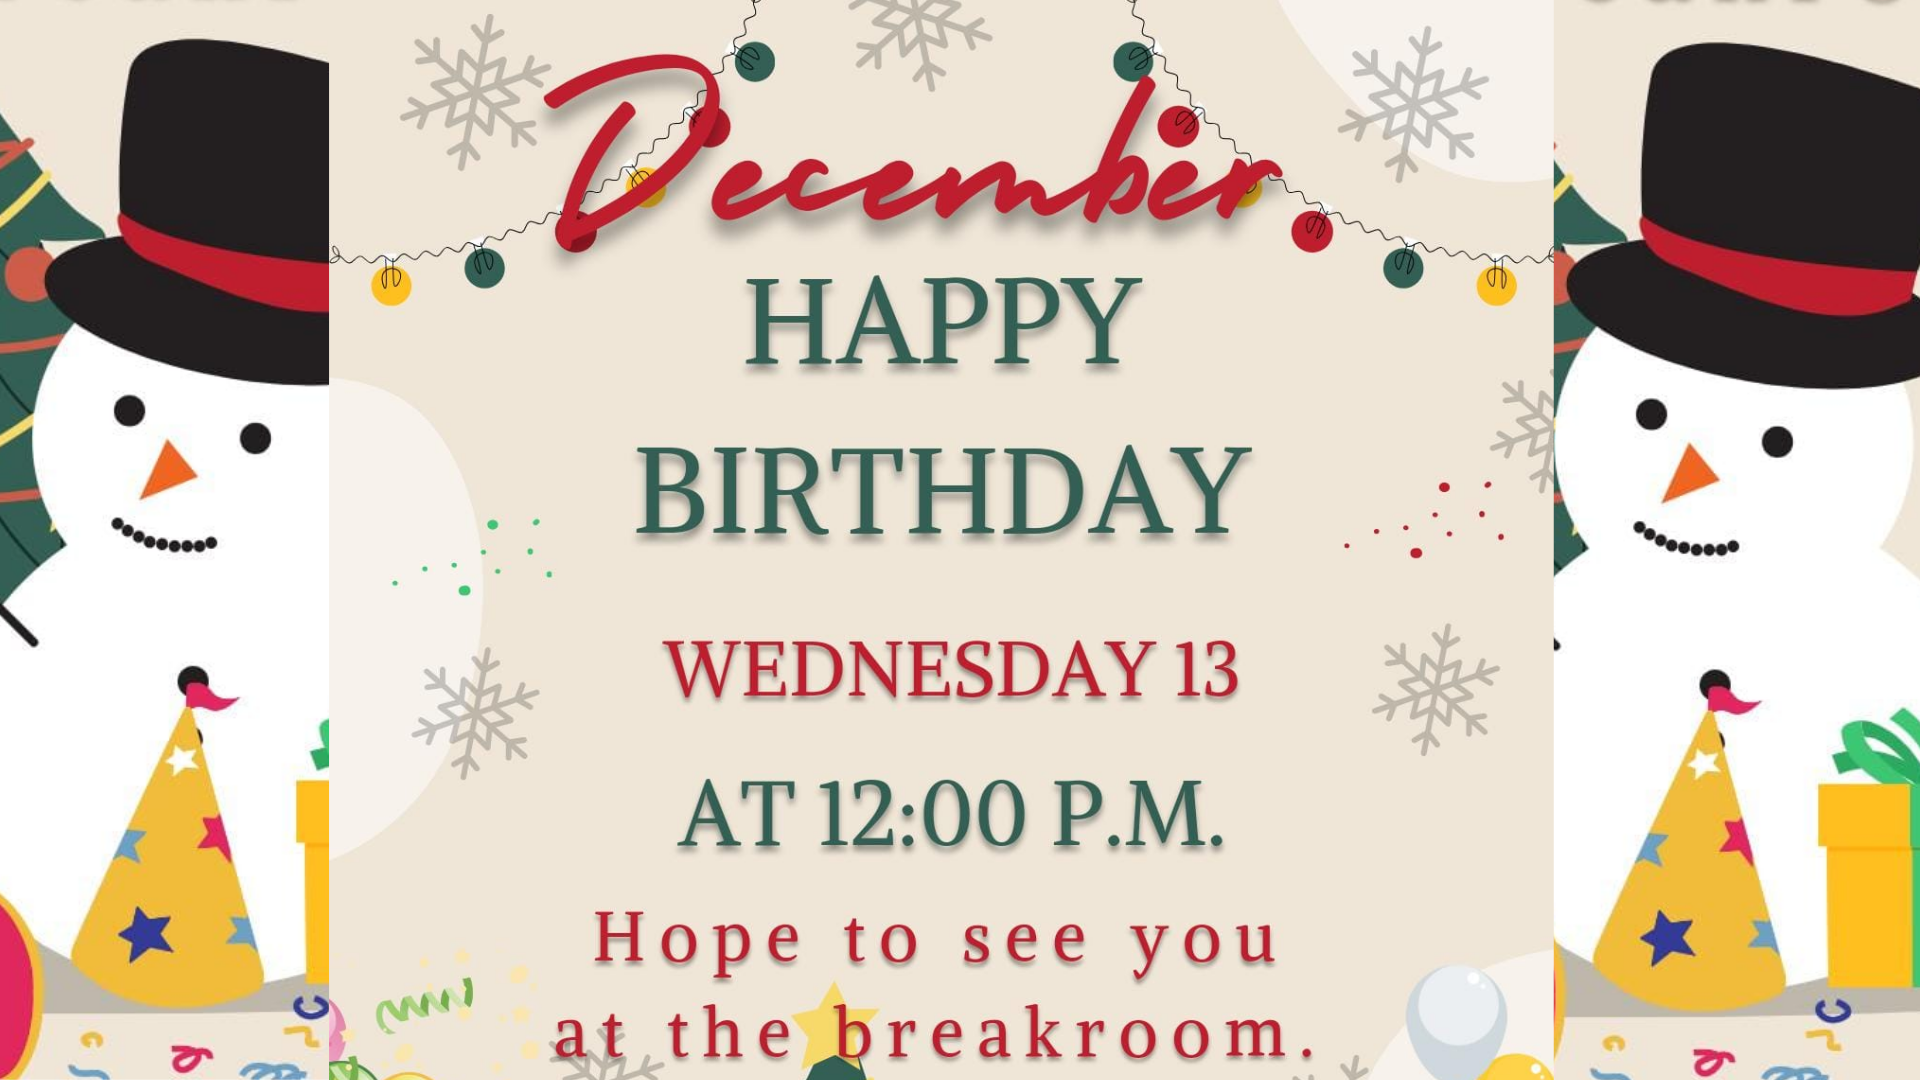 December
HAPPY
BIRTHDAY
WEDNESDAY 13
AT 12:00 P.M.
Hope to see you
at the breakroom.